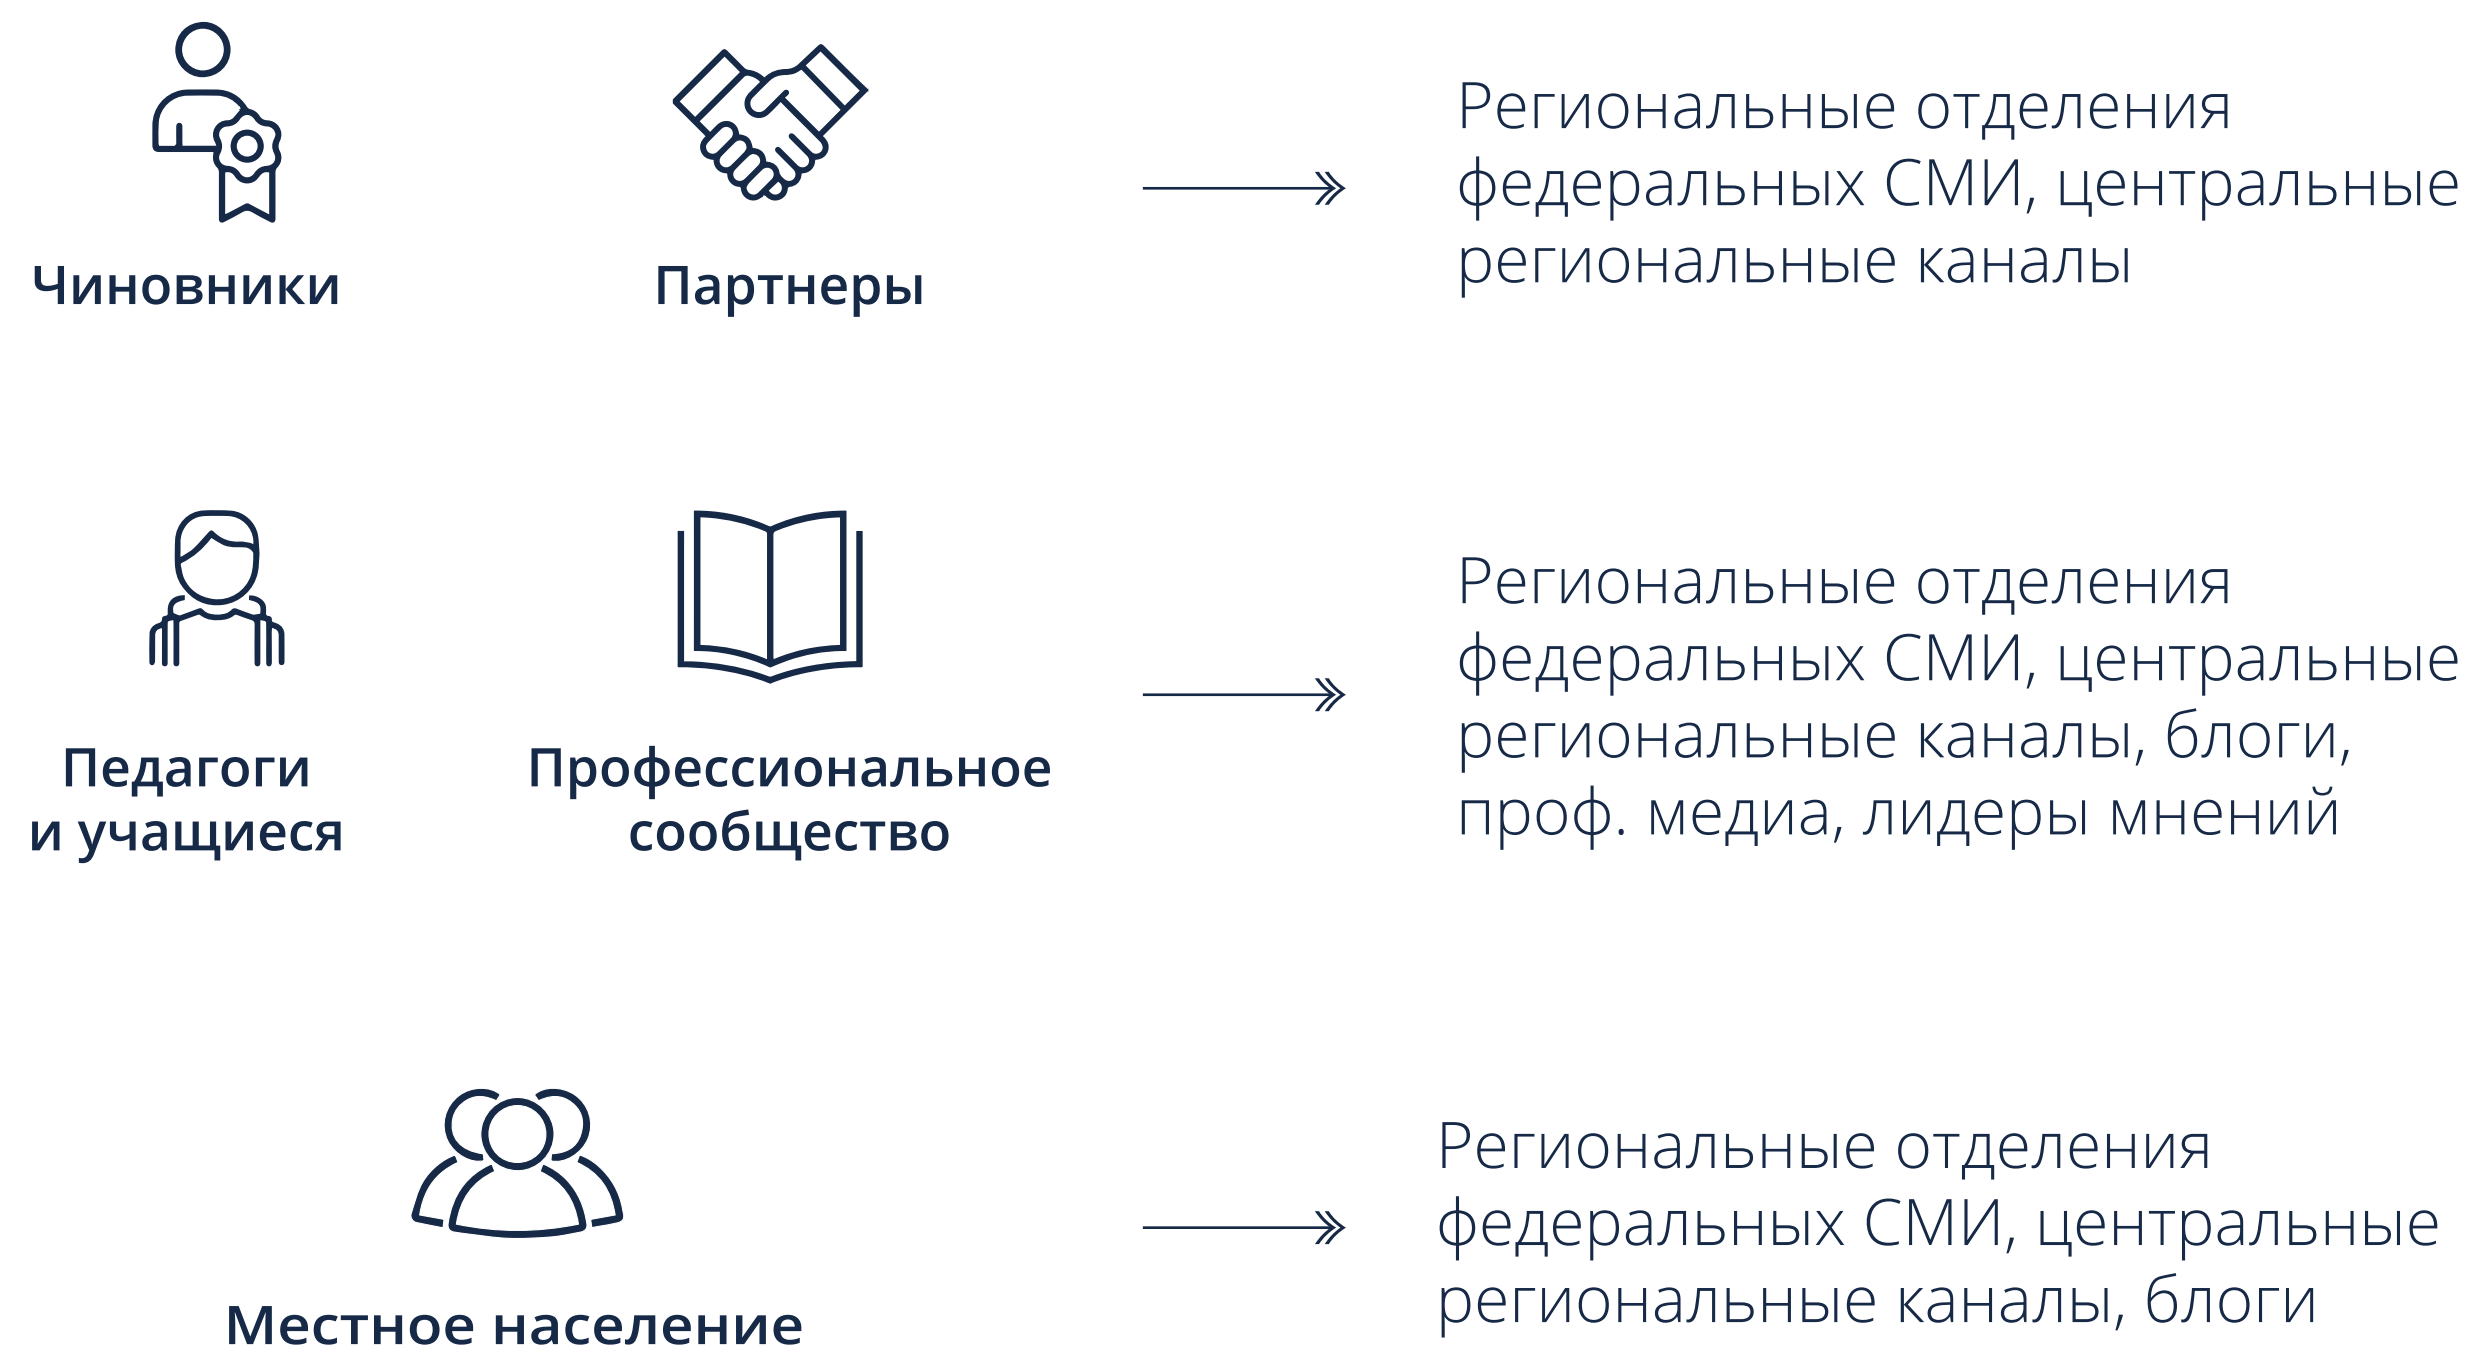 Чиновники
Партнеры
Региональные отделения
федеральных СМИ, центральные
региональные каналы
Педагоги
и учащиеся
Профессиональное
сообщество
Региональные отделения
федеральных СМИ, центральные
региональные каналы, блоги,
проф. медиа, лидеры мнений
Местное население
Региональные отделения
федеральных СМИ, центральные
региональные каналы, блоги